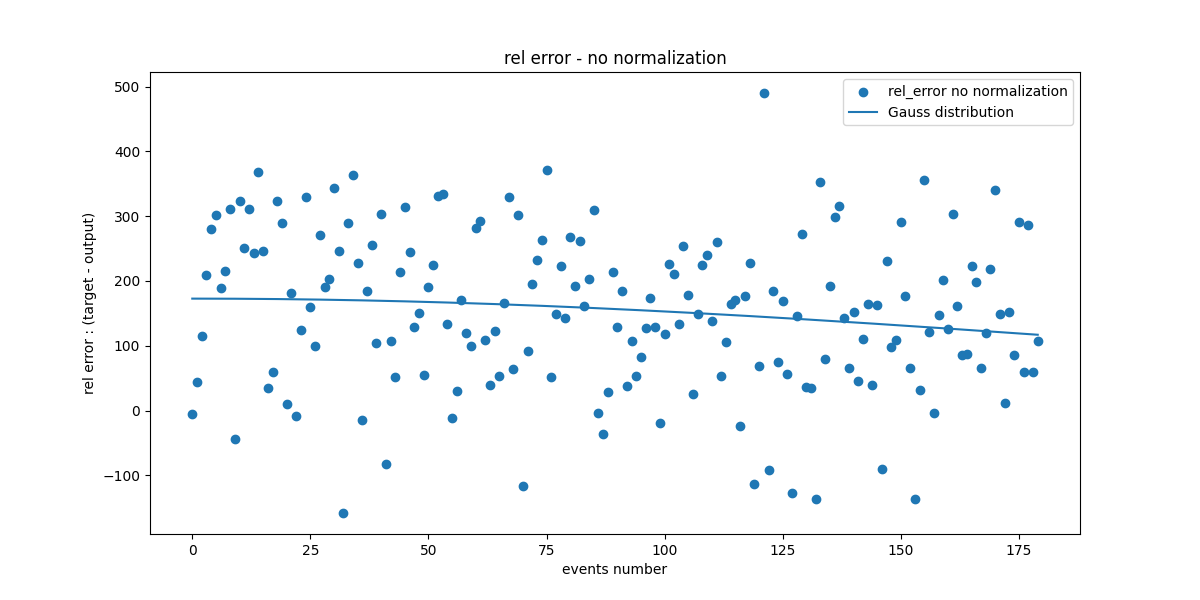 rel error - no normalization
rel_error no normalization
Gauss distribution
500
400
300
200
100
0
−100
rel error : (target - output)
0 25 50 75 100 125 150 175
events number